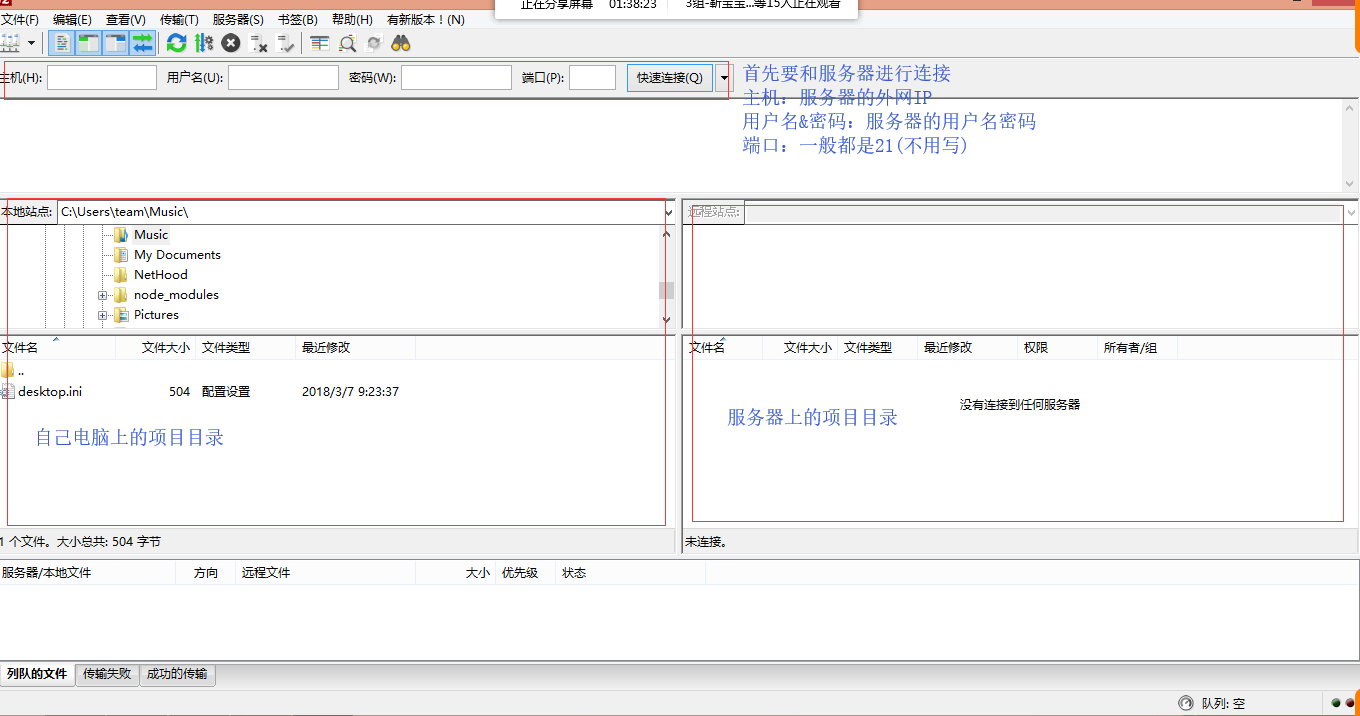 正在分享屏幕 01:38:23 3组-靳宝宝...等15人正在观看
文件(F) 编辑(E) 查看(V) 传输(T) 服务器(S) 书签(B) 帮助(H) 有新版本！(N)
主机(H): 用户名(U): 密码(W): 端口(P): 快速连接(Q)
首先要和服务器进行连接
主机：服务器的外网IP
用户名&密码：服务器的用户名密码
端口：一般都是21(不用写)
本地站点: C:\Users\team\Music\
远程站点:
Music
My Documents
NetHood
node_modules
Pictures
文件名 文件大小 文件类型 最近修改
文件名 文件大小 文件类型 最近修改 权限 所有者/组
..
desktop.ini 504 配置设置 2018/3/7 9:23:37
没有连接到任何服务器
自己电脑上的项目目录
服务器上的项目目录
1 个文件。大小总共: 504 字节
未连接。
服务器/本地文件 方向 远程文件 大小 优先级 状态
列队的文件 传输失败 成功的传输
队列: 空